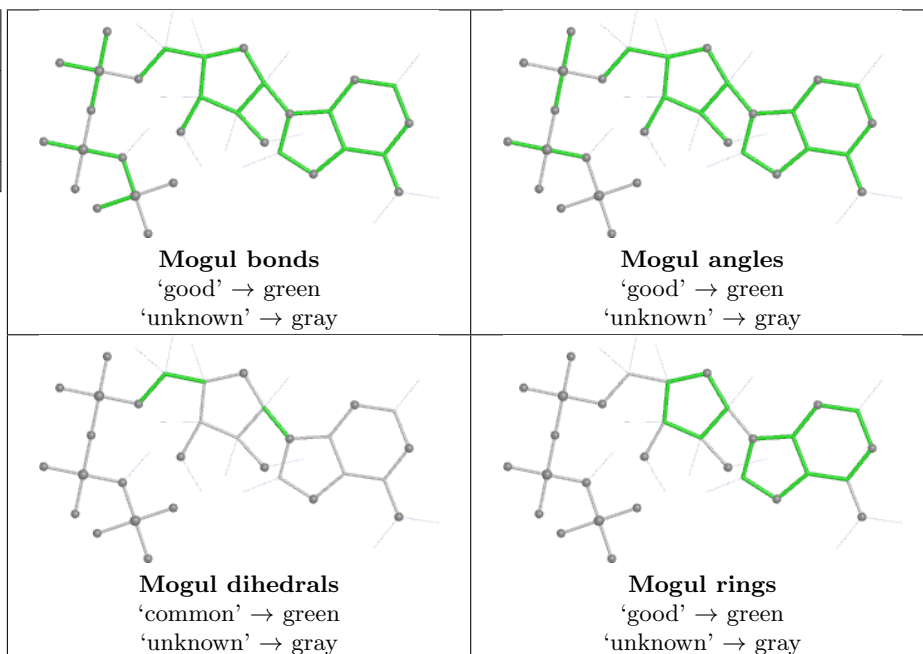 Mogul bonds
‘good’ → green
‘unknown’ → gray
Mogul angles
‘good’ → green
‘unknown’ → gray
Mogul dihedrals
‘common’ → green
‘unknown’ → gray
Mogul rings
‘good’ → green
‘unknown’ → gray